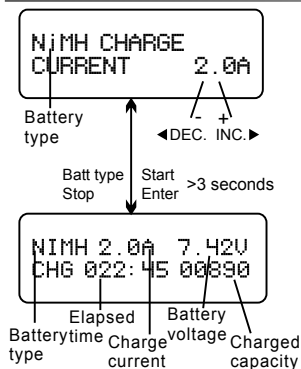 NiMH CHARGE
CURRENT 2.0A
Battery type
- +
◄DEC. INC.►
Batt type Stop
Start Enter >3 seconds
NIMH 2.0A 7.42V
CHG 022:45 00890
Battery type
Elapsed time
Charge current
Battery voltage
Charged capacity